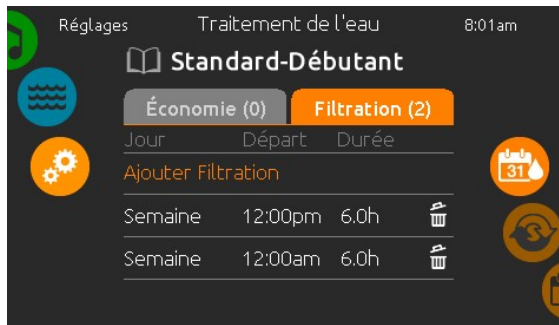 Réglages Traitement de l'eau 8:01am
Standard-Débutant
Économie (0) Filtration (2)
Jour Départ Durée
Ajouter Filtration
31
Semaine 12:00pm 6.0h
Semaine 12:00am 6.0h